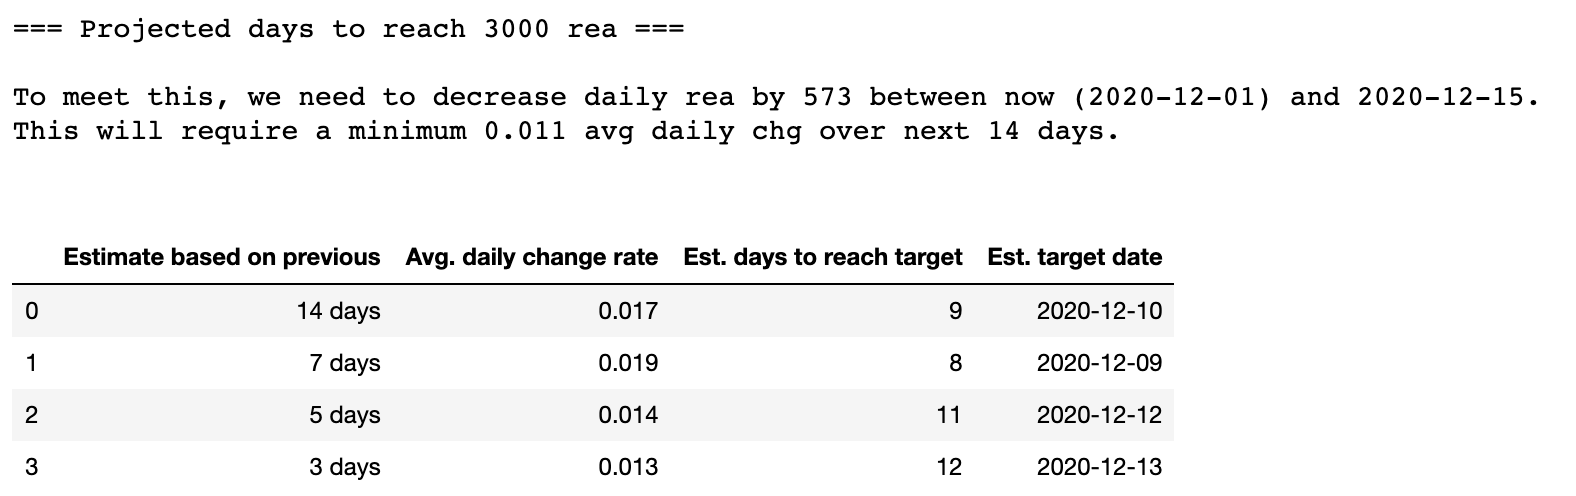 === Projected days to reach 3000 rea ===
To meet this, we need to decrease daily rea by 573 between now (2020-12-01) and 2020-12-15.
This will require a minimum 0.011 avg daily chg over next 14 days.
Estimate based on previous Avg. daily change rate Est. days to reach target Est. target date
0 14 days 0.017 9 2020-12-10
1 7 days 0.019 8 2020-12-09
2 5 days 0.014 11 2020-12-12
3 3 days 0.013 12 2020-12-13